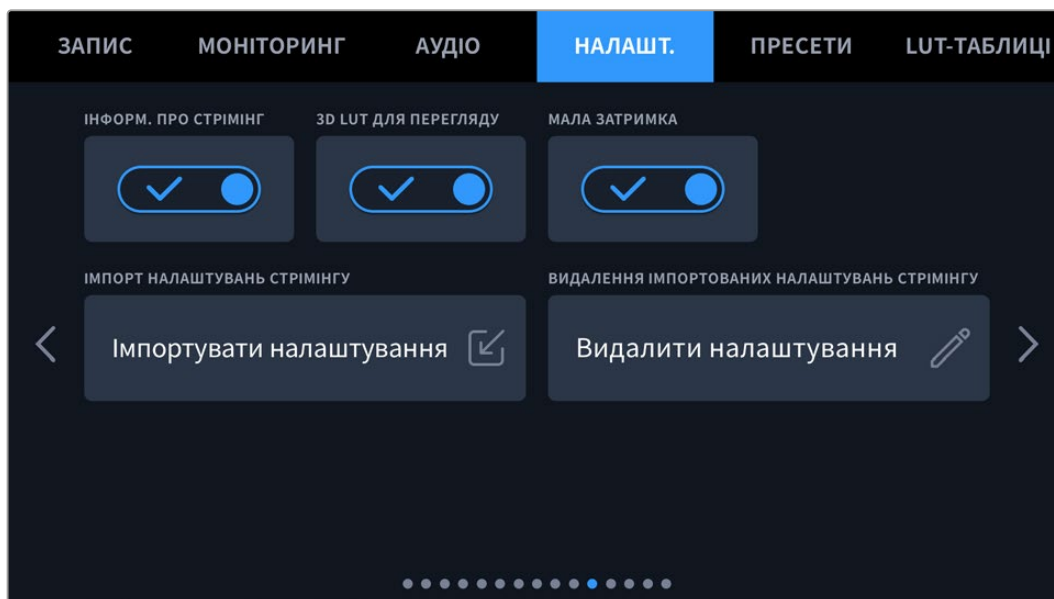 ЗАПИС МОНІТОРИНГ АУДІО НАЛАШТ. ПРЕСЕТИ LUT-ТАБЛИЦІ
ІНФОРМ. ПРО СТРІМІНГ 3D LUT ДЛЯ ПЕРЕГЛЯДУ МАЛА ЗАТРИМКА
ІМПОРТ НАЛАШТУВАНЬ СТРІМІНГУ ВИДАЛЕННЯ ІМПОРТОВАНИХ НАЛАШТУВАНЬ СТРІМІНГУ
Імпортувати налаштування Видалити налаштування